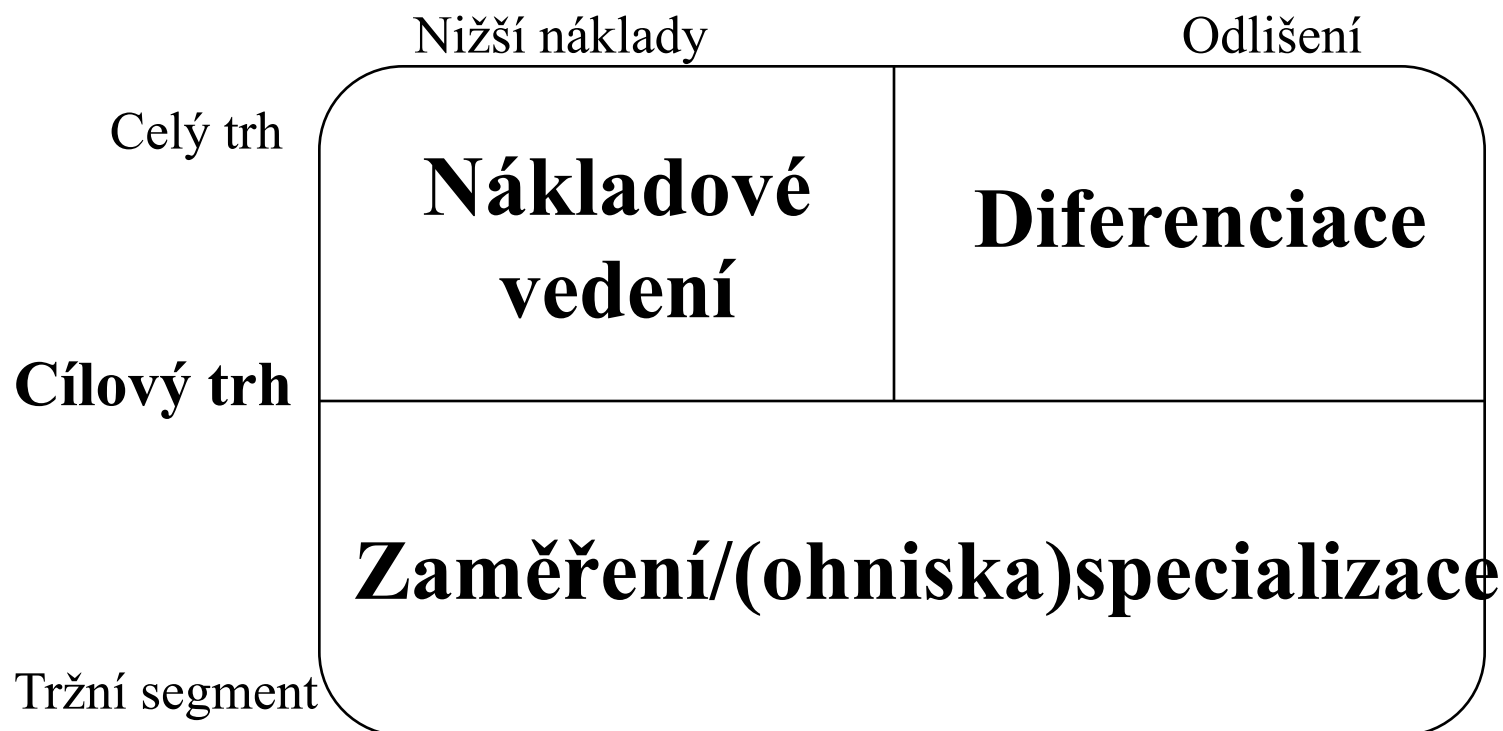 Nižší náklady
Odlišení
Celý trh
Nákladové
vedení
Diferenciace
Cílový trh
Zaměření/(ohniska)specializace
Tržní segment